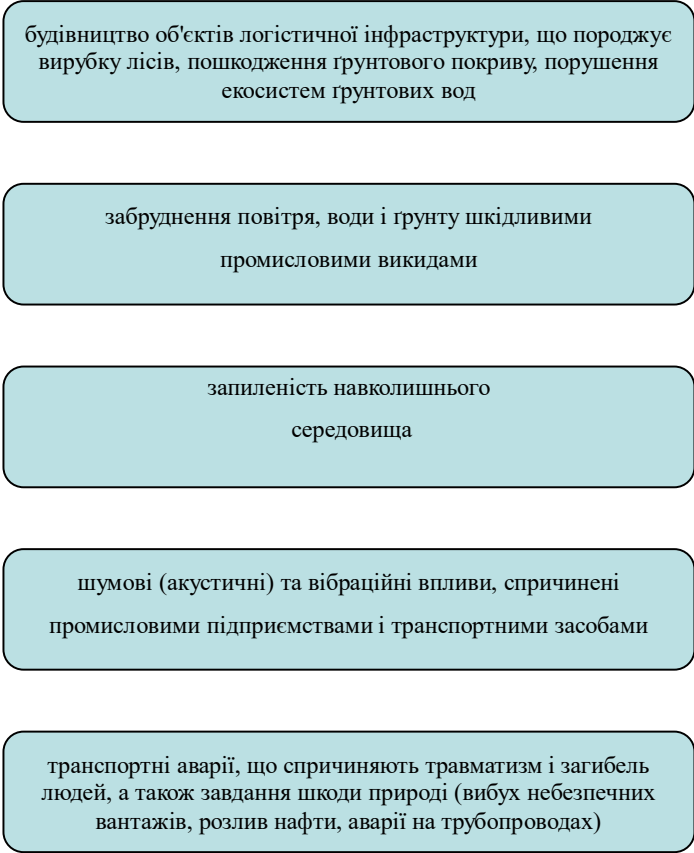 будівництво об'єктів логістичної інфраструктури, що породжує
вирубку лісів, пошкодження ґрунтового покриву, порушення
екосистем ґрунтових вод
забруднення повітря, води і ґрунту шкідливими
промисловими викидами
запиленість навколишнього
середовища
шумові (акустичні) та вібраційні впливи, спричинені
промисловими підприємствами і транспортними засобами
транспортні аварії, що спричиняють травматизм і загибель
людей, а також завдання шкоди природі (вибух небезпечних
вантажів, розлив нафти, аварії на трубопроводах)